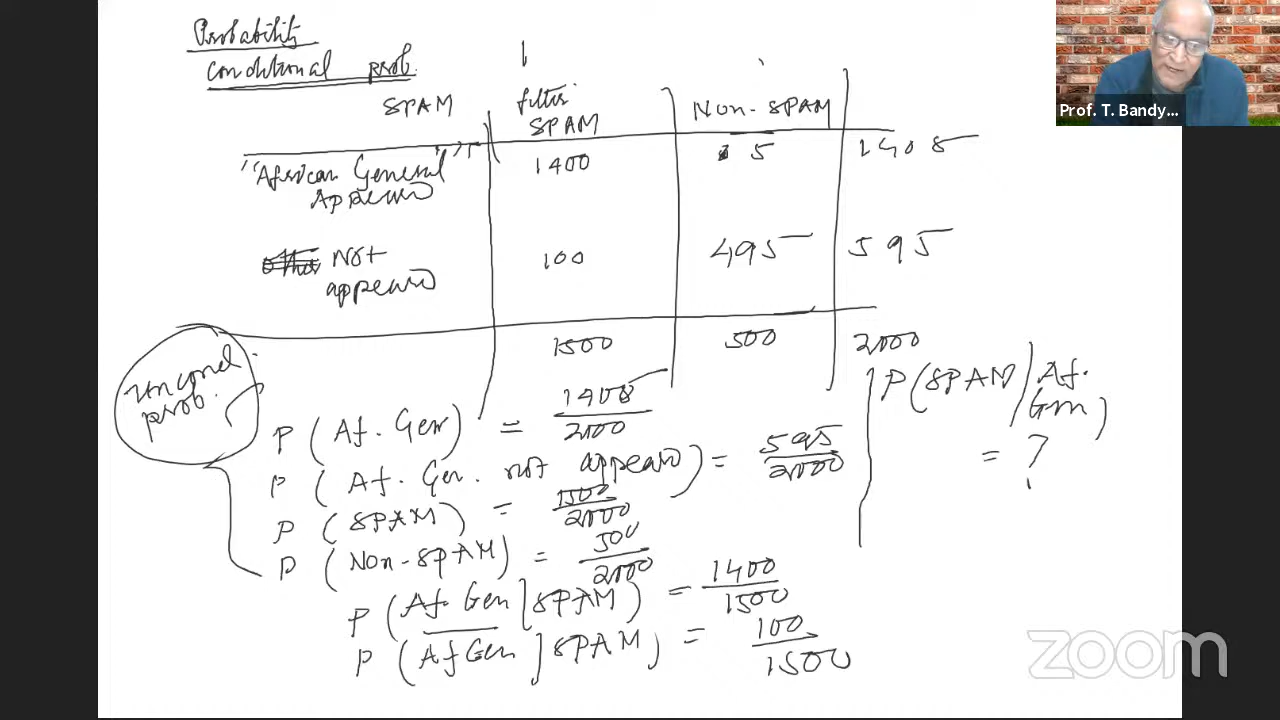 Probability
conditional prob.
SPAM filter
Prof. T. Bandy...
SPAM Non-SPAM
"African General" 1400 5 1405
Appeared
Not 100 495 595
appeared
1500 500 2000
uncond.
prob.
P (Af. Gen) = 1405/2000
P (Af. Gen. not appeared) = 595/2000
P (SPAM) = 1500/2000
P (Non-SPAM) = 500/2000
P (Af. Gen | SPAM) = 1400/1500
P (Af Gen | SPAM) = 100/1500
P (SPAM / Af.
Gen)
= ?
zoom